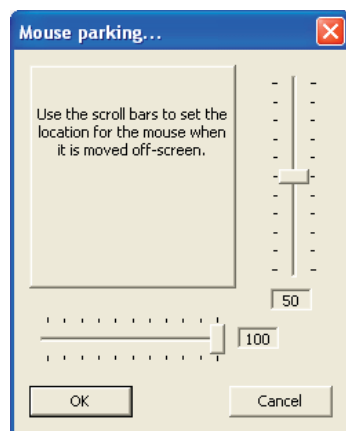 Mouse parking...
Use the scroll bars to set the
location for the mouse when
it is moved off-screen.
50
100
OK
Cancel